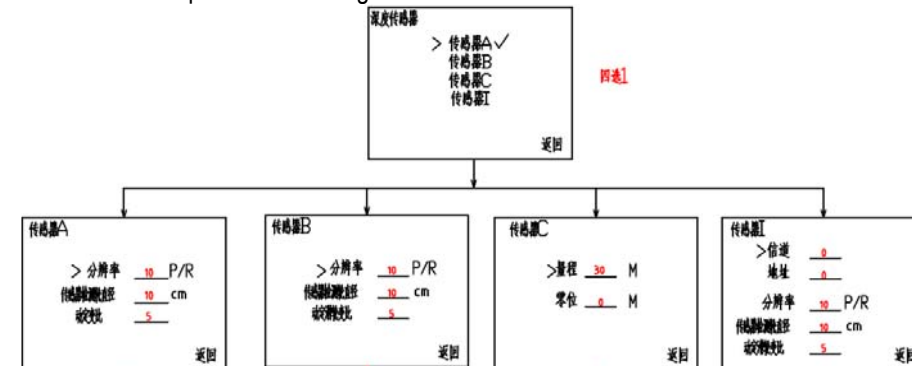 深度传感器
> 传感器A✓
传感器B
传感器C
传感器I
四选1
返回
传感器A
> 分辨率 10 P/R
10 cm
5
返回
传感器B
> 分辨率 10 P/R
10 cm
5
返回
传感器C
>量程 30 M
零位 0 M
返回
传感器I
>信道 0
地址 0
分辨率 10 P/R
10 cm
5
返回